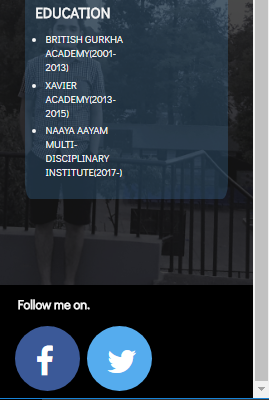 EDUCATION
BRITISH GURKHA
ACADEMY(2001-
2013)
XAVIER
ACADEMY(2013-
2015)
NAAYA AAYAM
MULTI-
DISCIPLINARY
INSTITUTE(2017-)
Follow me on.